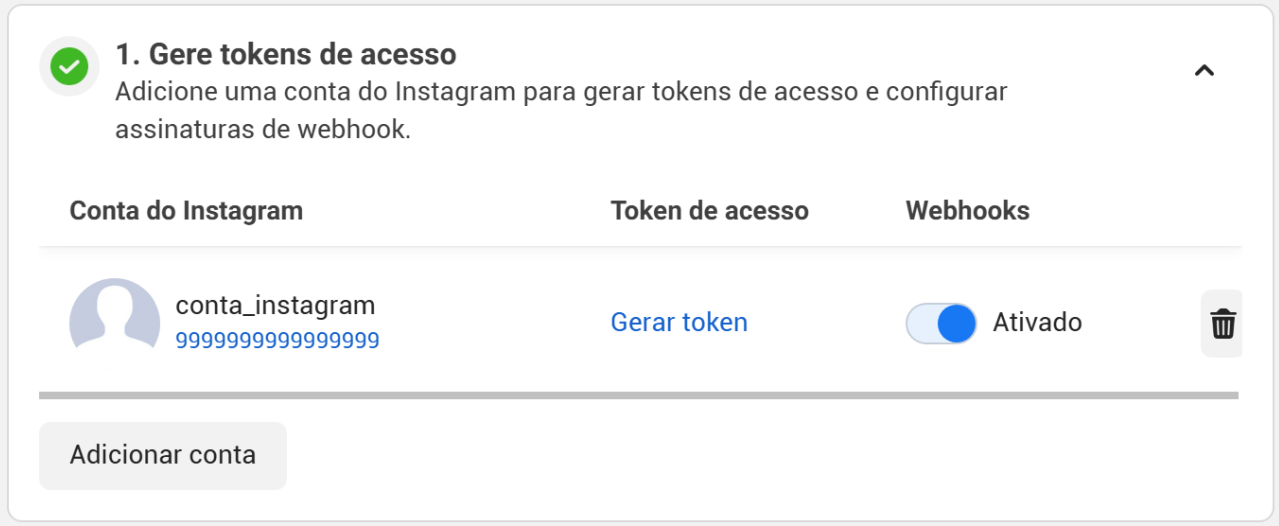 1. Gere tokens de acesso
Adicione uma conta do Instagram para gerar tokens de acesso e configurar
assinaturas de webhook.
Conta do Instagram Token de acesso Webhooks
conta_instagram
9999999999999999
Gerar token
Ativado
Adicionar conta